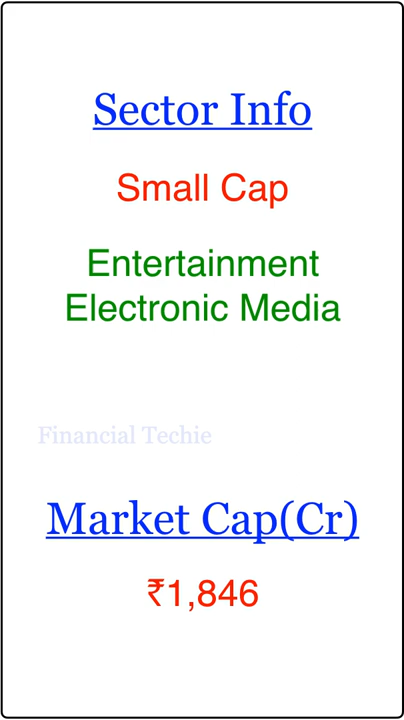 Sector Info
Small Cap
Entertainment
Electronic Media
Financial Techie
Market Cap(Cr)
₹1,846